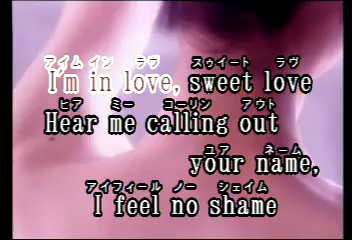 アイム イン ラヴ スウィート ラヴ
I'm in love, sweet love
ヒア ミー コーリン アウト
Hear me calling out
ユア ネーム
your name,
アイフィール ノー シェイム
I feel no shame